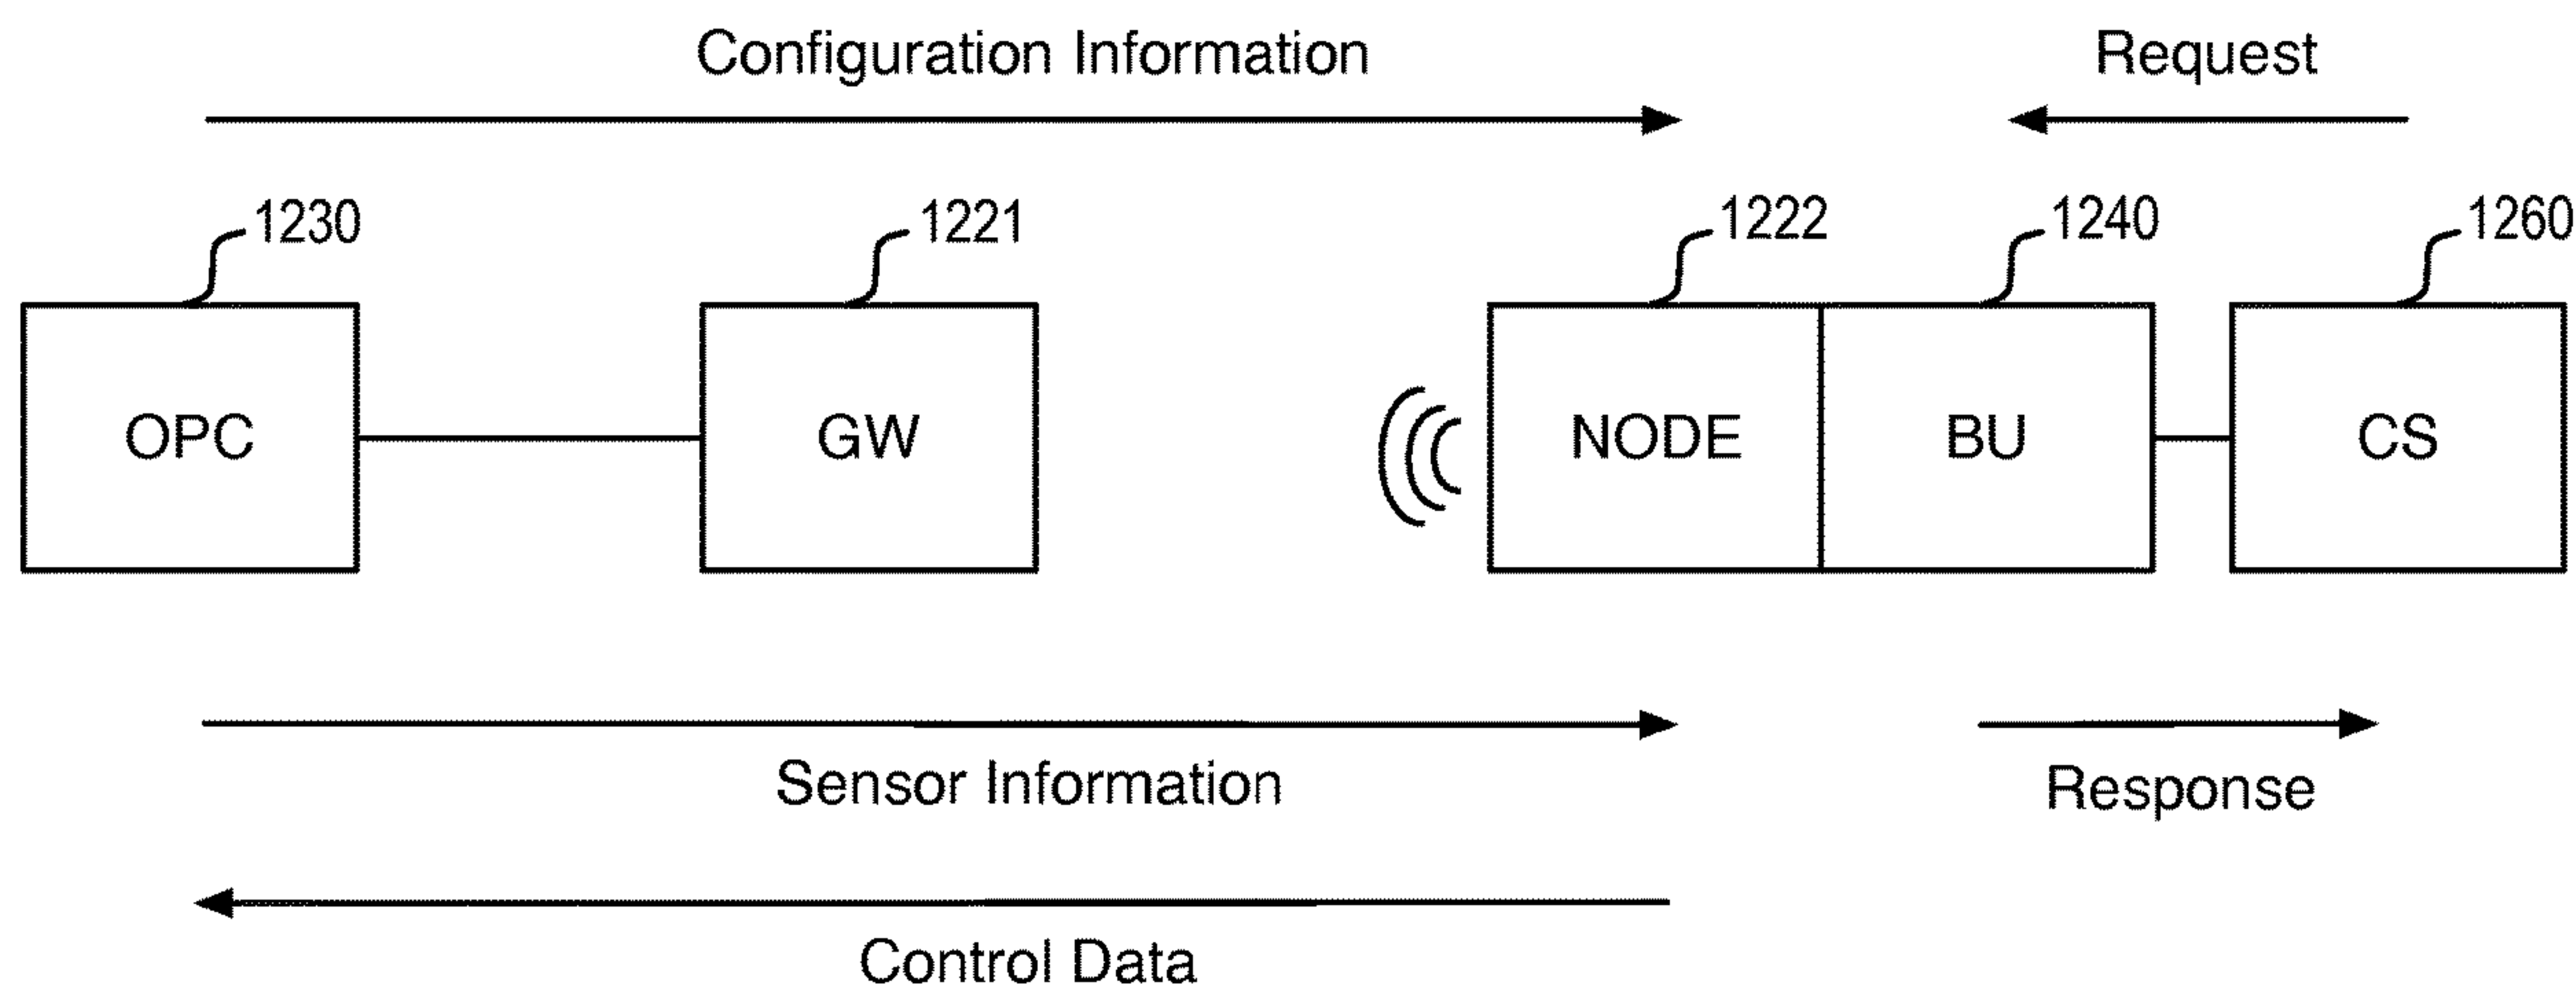 Configuration Information
Request
1230
1221
1222
1240
1260
OPC
GW
NODE
BU
CS
Sensor Information
Response
Control Data